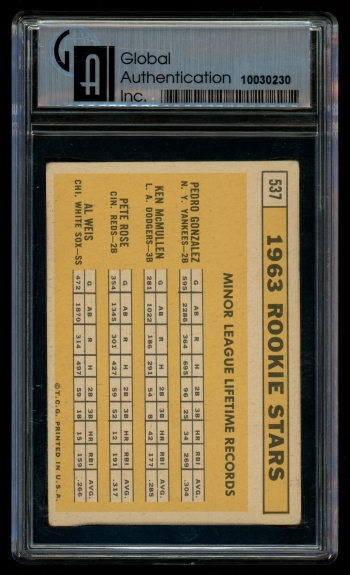 GA
Global
Authentication
Inc.
10030230
537
1963 ROOKIE STARS
MINOR LEAGUE LIFETIME RECORDS
PEDRO GONZALEZ
N. Y. YANKEES—2B
G AB R H 2B 3B HR RBI AVG.
595 2286 364 695 96 25 34 269 .304
KEN McMULLEN
L. A. DODGERS—3B
G AB R H 2B 3B HR RBI AVG.
281 1022 186 291 54 8 42 177 .285
PETE ROSE
CIN. REDS—2B
G AB R H 2B 3B HR RBI AVG.
354 1345 301 427 59 52 12 191 .317
AL WEIS
CHI. WHITE SOX—SS
G AB R H 2B 3B HR RBI AVG.
472 1870 314 497 59 18 15 159 .266
© T.C.G. PRINTED IN U.S.A.